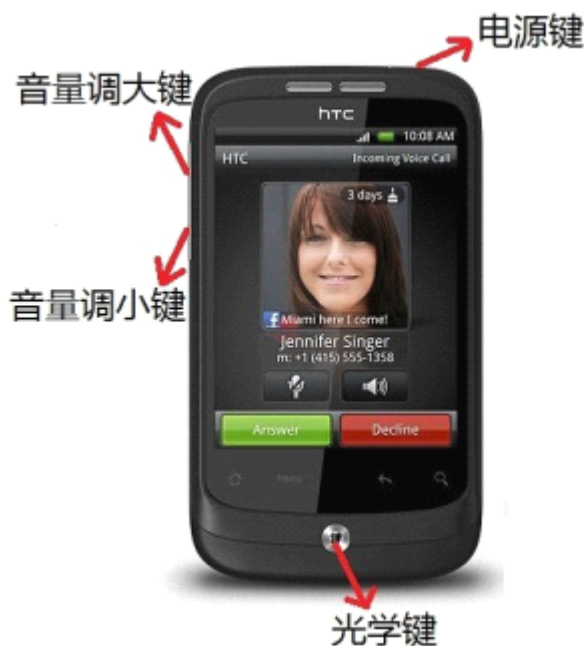 电源键
音量调大键
hTC
10:08 AM
HTC
Incoming Voice Call
3 days
f Miami here I come!
Jennifer Singer
m: +1 (415) 555-1358
音量调小键
Answer
Decline
menu
光学键